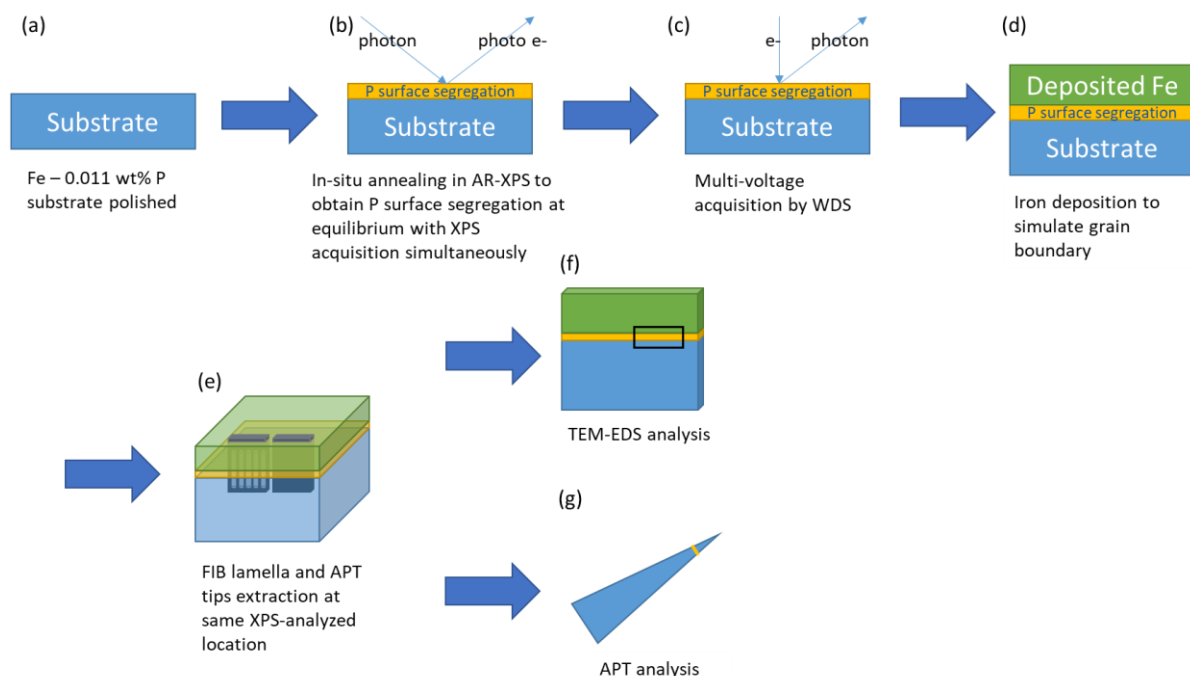 (a)
Substrate
Fe – 0.011 wt% P
substrate polished
(b)
photon
photo e-
P surface segregation
Substrate
In-situ annealing in AR-XPS to
obtain P surface segregation at
equilibrium with XPS
acquisition simultaneously
(c)
e-
photon
P surface segregation
Substrate
Multi-voltage
acquisition by WDS
(d)
Deposited Fe
P surface segregation
Substrate
Iron deposition to
simulate grain
boundary
(e)
FIB lamella and APT
tips extraction at
same XPS-analyzed
location
(f)
TEM-EDS analysis
(g)
APT analysis